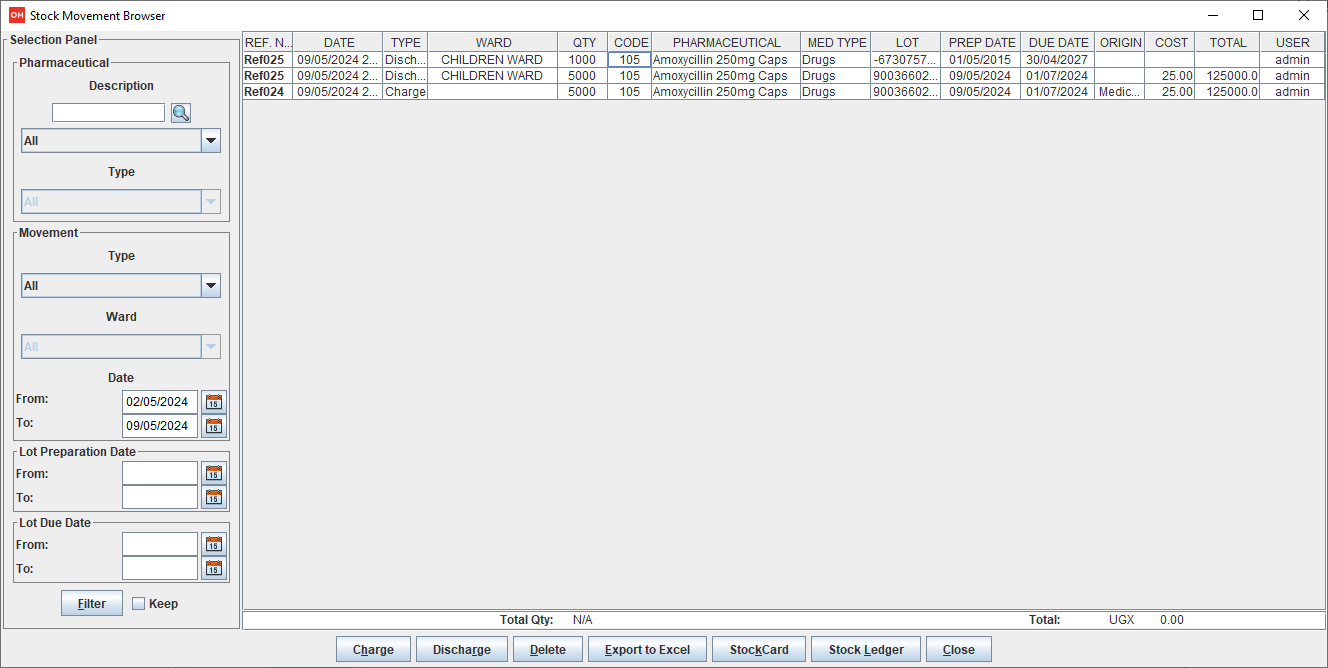 OH Stock Movement Browser
Selection Panel
Pharmaceutical
Description
All
Type
All
Movement
Type
All
Ward
All
Date
From: 02/05/2024 15
To: 09/05/2024 15
Lot Preparation Date
From: 15
To: 15
Lot Due Date
From: 15
To: 15
Filter Keep
REF. N... DATE TYPE WARD QTY CODE PHARMACEUTICAL MED TYPE LOT PREP DATE DUE DATE ORIGIN COST TOTAL USER
Ref025 09/05/2024 2... Disch... CHILDREN WARD 1000 105 Amoxycillin 250mg Caps Drugs -6730757... 01/05/2015 30/04/2027 admin
Ref025 09/05/2024 2... Disch... CHILDREN WARD 5000 105 Amoxycillin 250mg Caps Drugs 90036602... 09/05/2024 01/07/2024 25.00 125000.0 admin
Ref024 09/05/2024 2... Charge 5000 105 Amoxycillin 250mg Caps Drugs 90036602... 09/05/2024 01/07/2024 Medic... 25.00 125000.0 admin
Total Qty: N/A Total: UGX 0.00
Charge Discharge Delete Export to Excel StockCard Stock Ledger Close